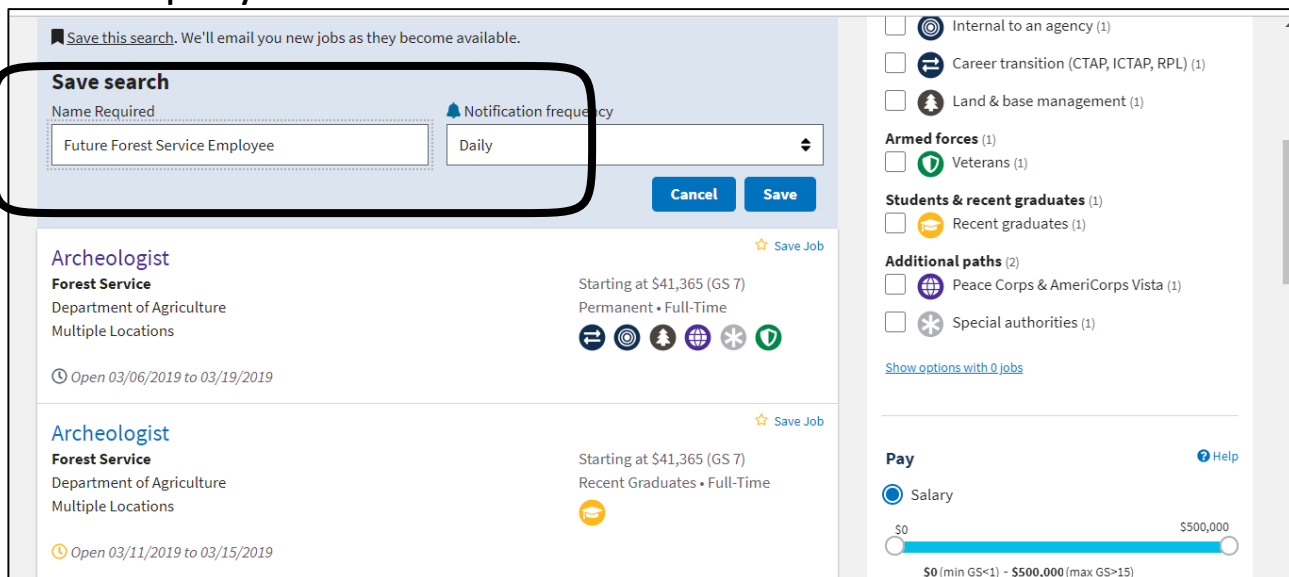 Save this search. We'll email you new jobs as they become available.
Save search
Name Required
Notification frequency
Future Forest Service Employee
Daily
Cancel
Save
Archeologist
Save Job
Forest Service
Department of Agriculture
Multiple Locations
Starting at $41,365 (GS 7)
Permanent • Full-Time
Open 03/06/2019 to 03/19/2019
Archeologist
Save Job
Forest Service
Department of Agriculture
Multiple Locations
Starting at $41,365 (GS 7)
Recent Graduates • Full-Time
Open 03/11/2019 to 03/15/2019
Internal to an agency (1)
Career transition (CTAP, ICTAP, RPL) (1)
Land & base management (1)
Armed forces (1)
Veterans (1)
Students & recent graduates (1)
Recent graduates (1)
Additional paths (2)
Peace Corps & AmeriCorps Vista (1)
Special authorities (1)
Show options with 0 jobs
Pay
Help
Salary
$0
$500,000
$0 (min GS<1) - $500,000 (max GS>15)